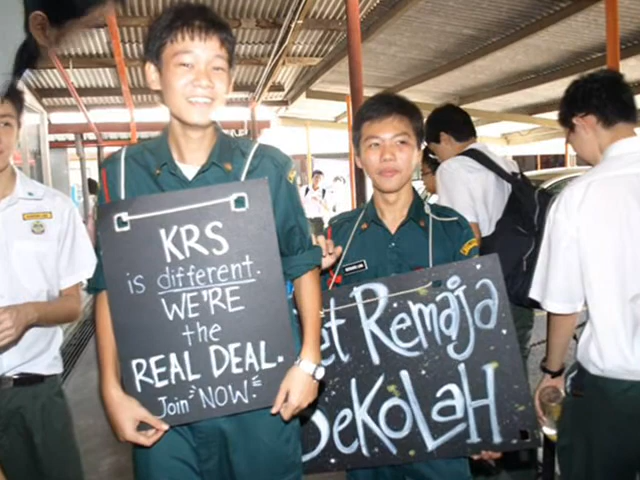 KRS
is different.
WE'RE
the
REAL DEAL.
Join NOW!
et Remaja
SeKoLaH